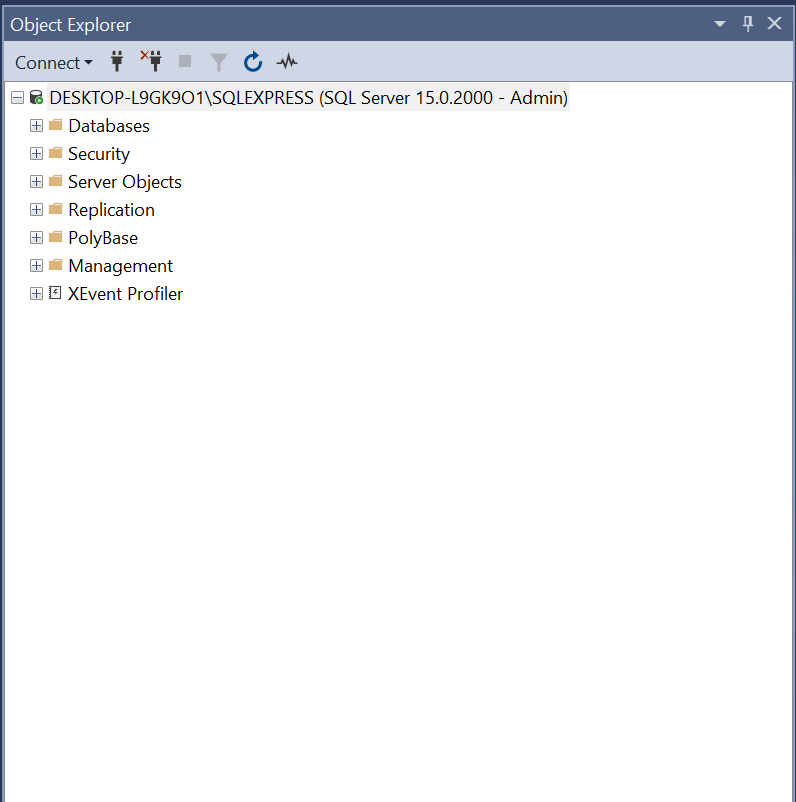 Object Explorer
Connect
DESKTOP-L9GK9O1\SQLEXPRESS (SQL Server 15.0.2000 - Admin)
Databases
Security
Server Objects
Replication
PolyBase
Management
XEvent Profiler